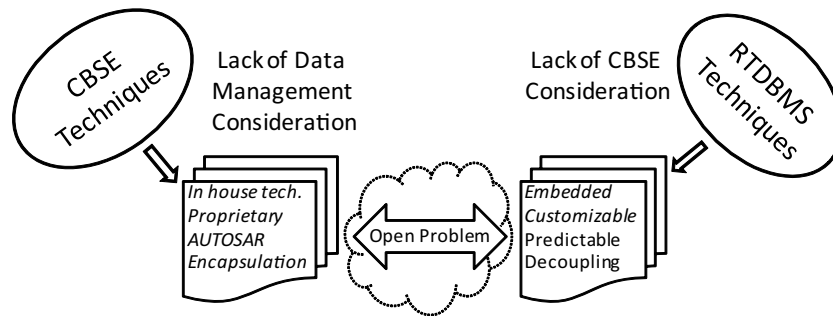 CBSE
Techniques
Lack of Data
Management
Consideration
Lack of CBSE
Consideration
RTDBMS
Techniques
In house tech.
Proprietary
AUTOSAR
Encapsulation
Open Problem
Embedded
Customizable
Predictable
Decoupling